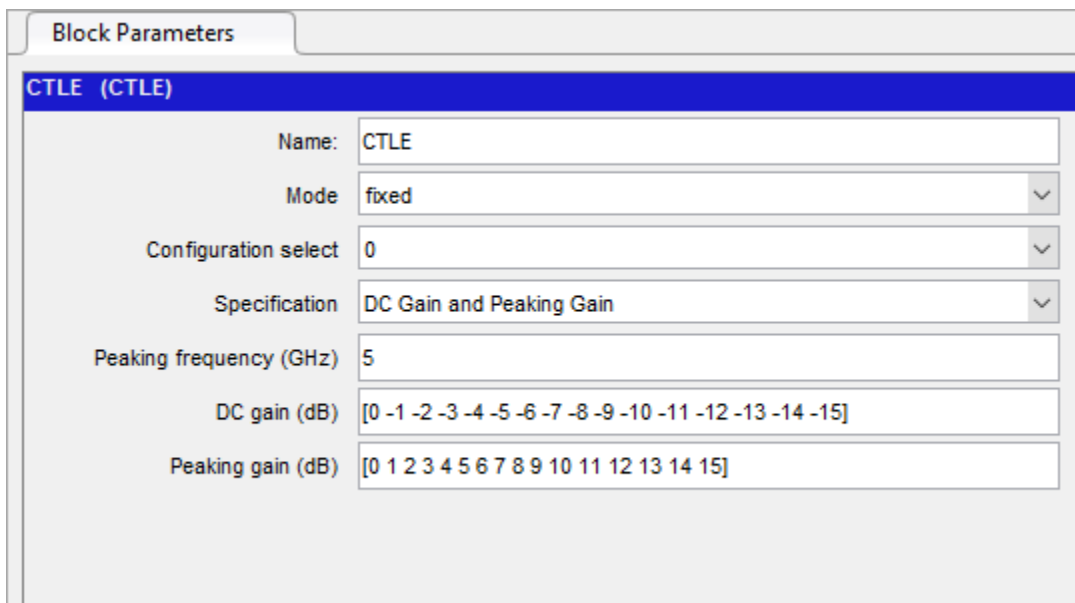 Block Parameters
CTLE (CTLE)
Name: CTLE
Mode fixed
Configuration select 0
Specification DC Gain and Peaking Gain
Peaking frequency (GHz) 5
DC gain (dB) [0 -1 -2 -3 -4 -5 -6 -7 -8 -9 -10 -11 -12 -13 -14 -15]
Peaking gain (dB) [0 1 2 3 4 5 6 7 8 9 10 11 12 13 14 15]